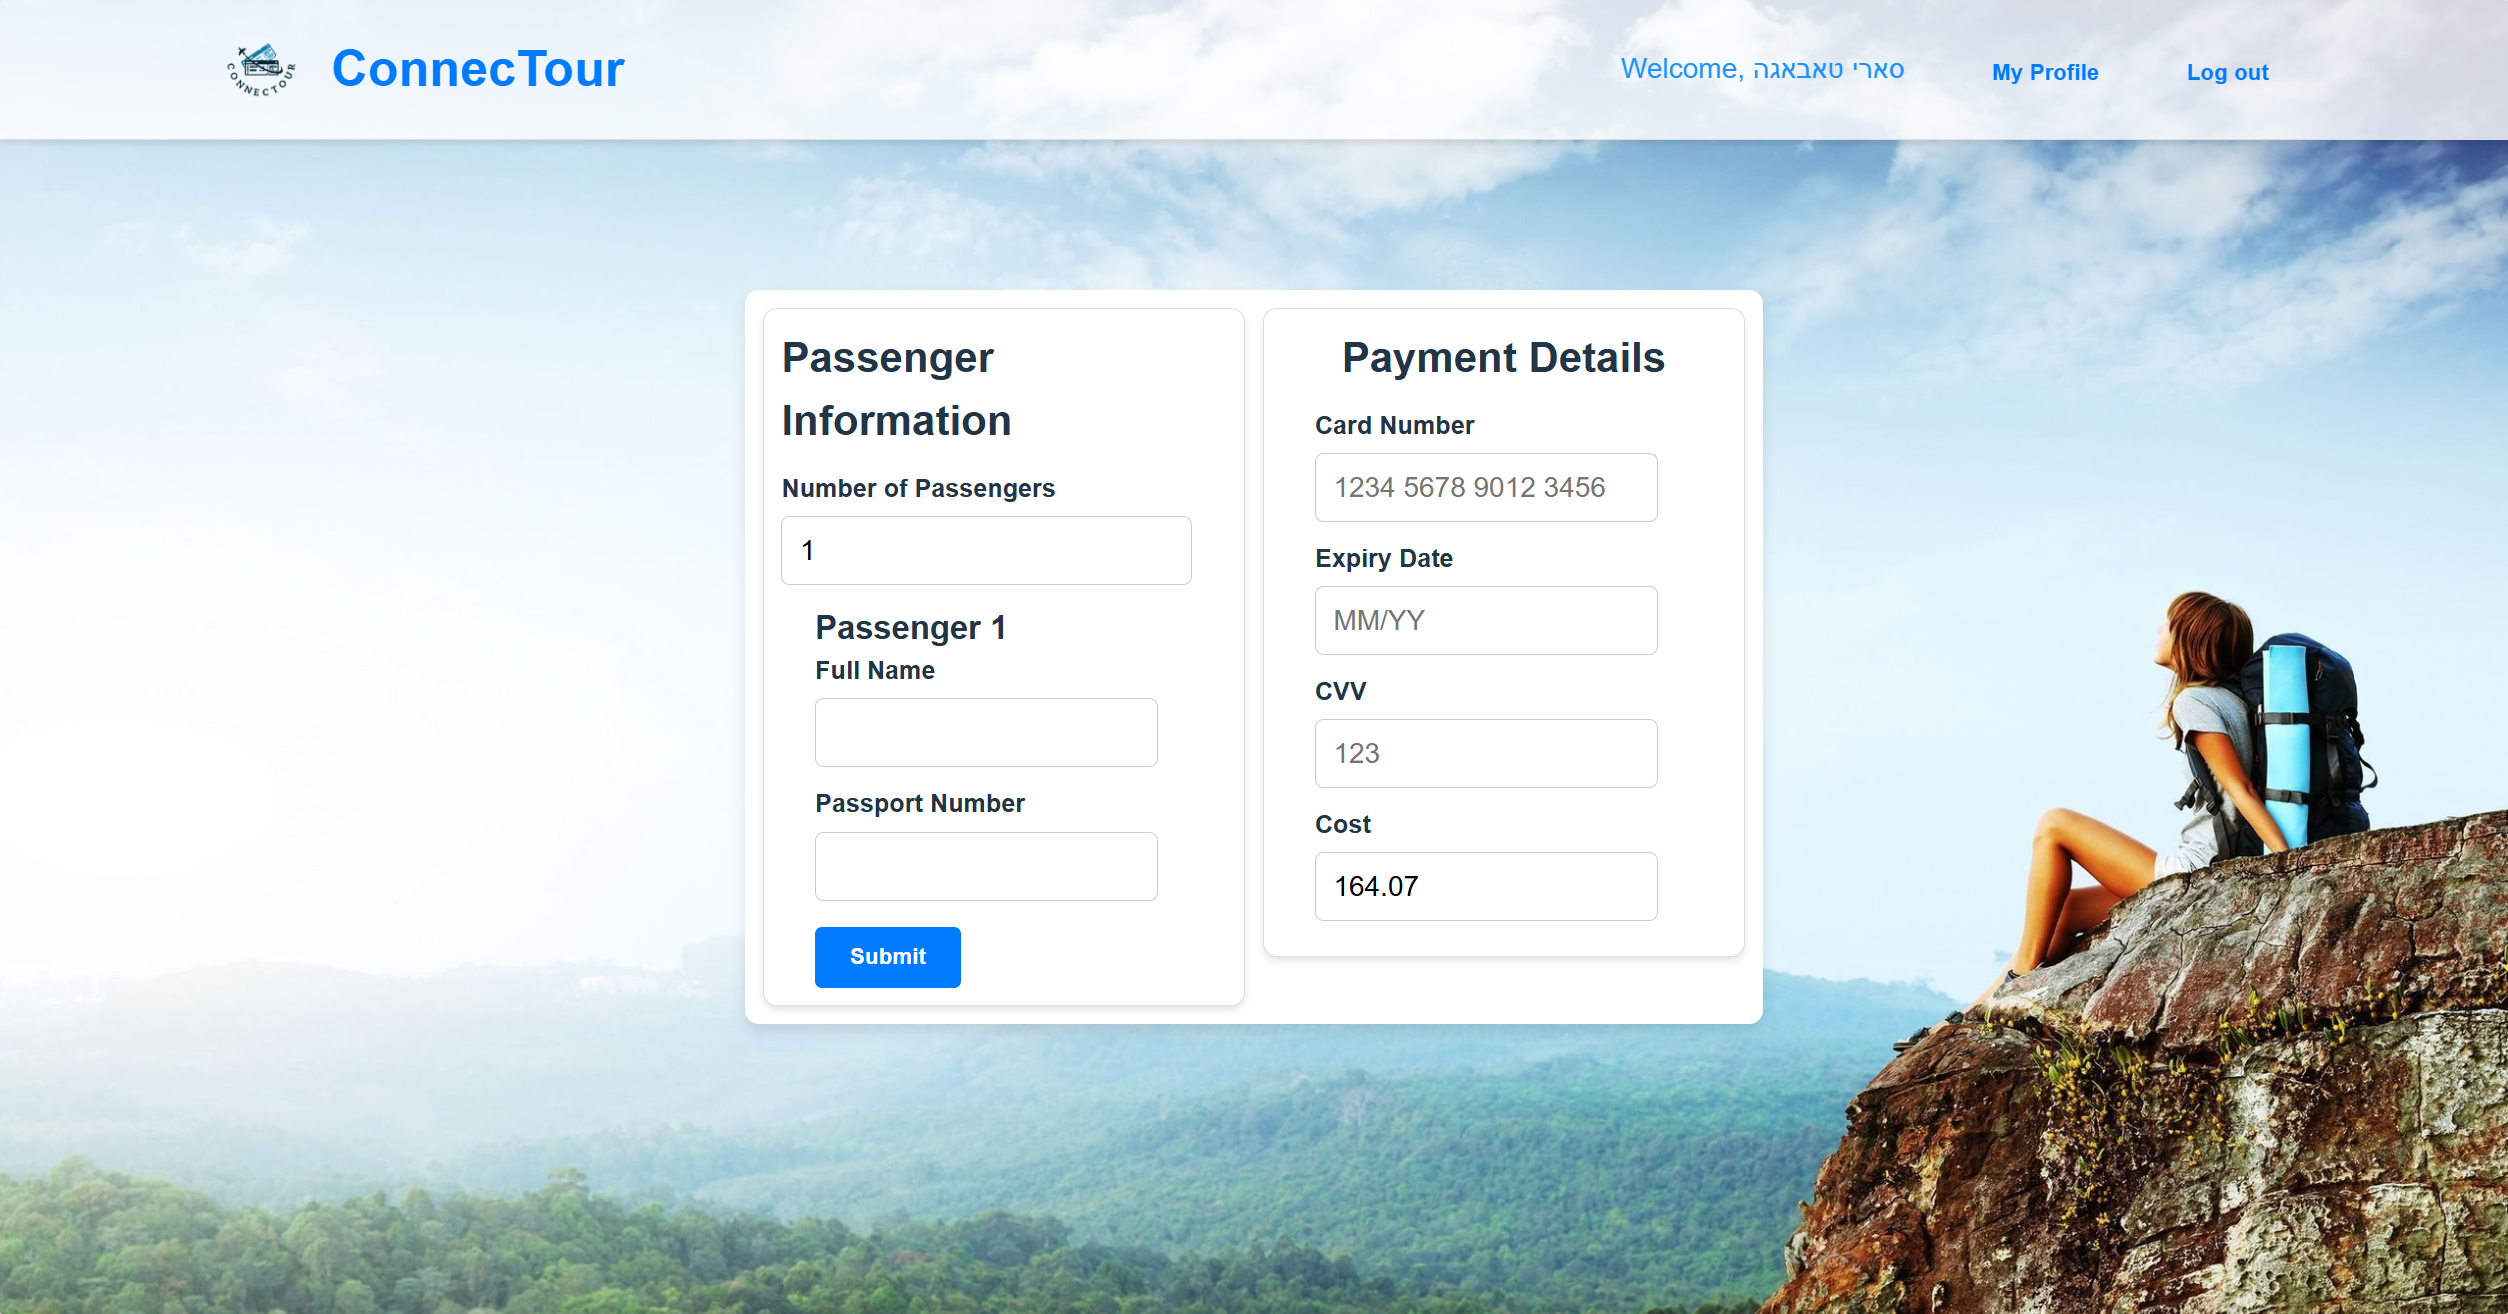 CONNECTOUR
ConnecTour
Welcome, סארי טאבאגה
My Profile
Log out
Passenger
Information
Number of Passengers
1
Passenger 1
Full Name
Passport Number
Submit
Payment Details
Card Number
1234 5678 9012 3456
Expiry Date
MM/YY
CVV
123
Cost
164.07